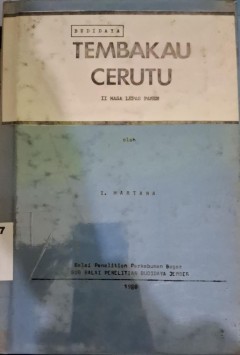 BUDIDAYA
TEMBAKAU
CERUTU
II MASA LEPAS PANEN
oleh
I. HARTANA
Balai Penelitian Perkebunan Bogor
SUB BALAI PENELITIAN BUDIDAYA JEMBER
1980
7